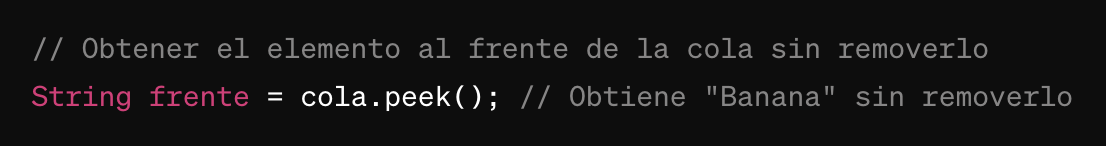 // Obtener el elemento al frente de la cola sin removerlo
String frente = cola.peek(); // Obtiene "Banana" sin removerlo